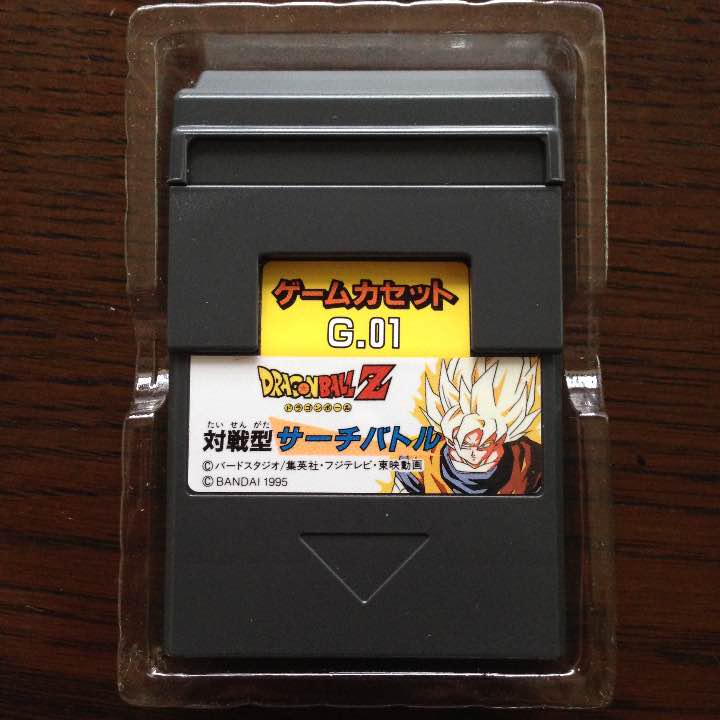 ゲームカセット
G.01
DRAGON BALL Z
ドラゴンボール
たい せん がた
対戦型 サーチバトル
©バードスタジオ/集英社・フジテレビ・東映動画
© BANDAI 1995